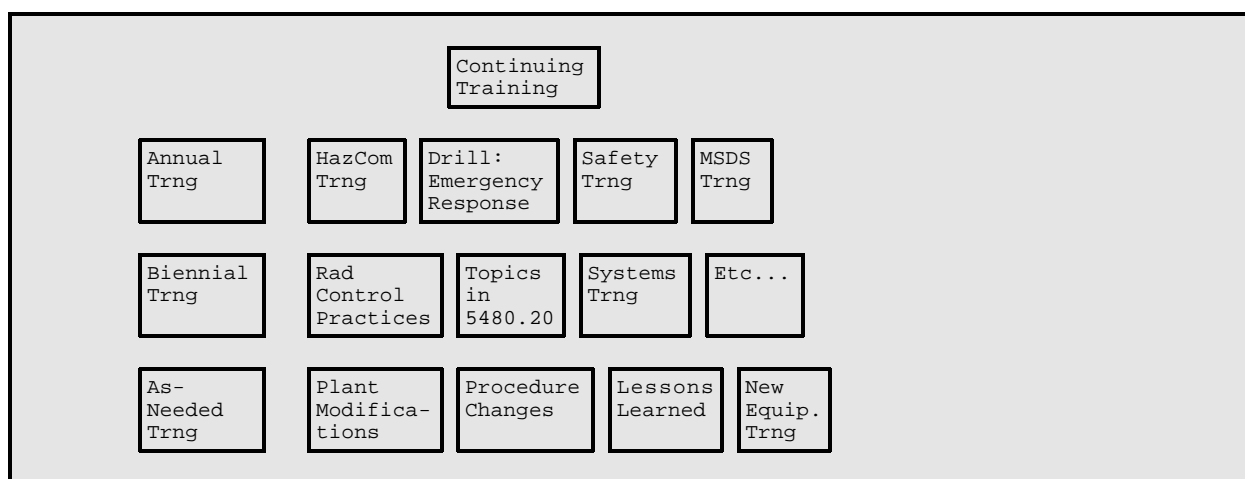 Continuing
Training
Annual
Trng
HazCom
Trng
Drill:
Emergency
Response
Safety
Trng
MSDS
Trng
Biennial
Trng
Rad
Control
Practices
Topics
in
5480.20
Systems
Trng
Etc...
As-
Needed
Trng
Plant
Modifica-
tions
Procedure
Changes
Lessons
Learned
New
Equip.
Trng